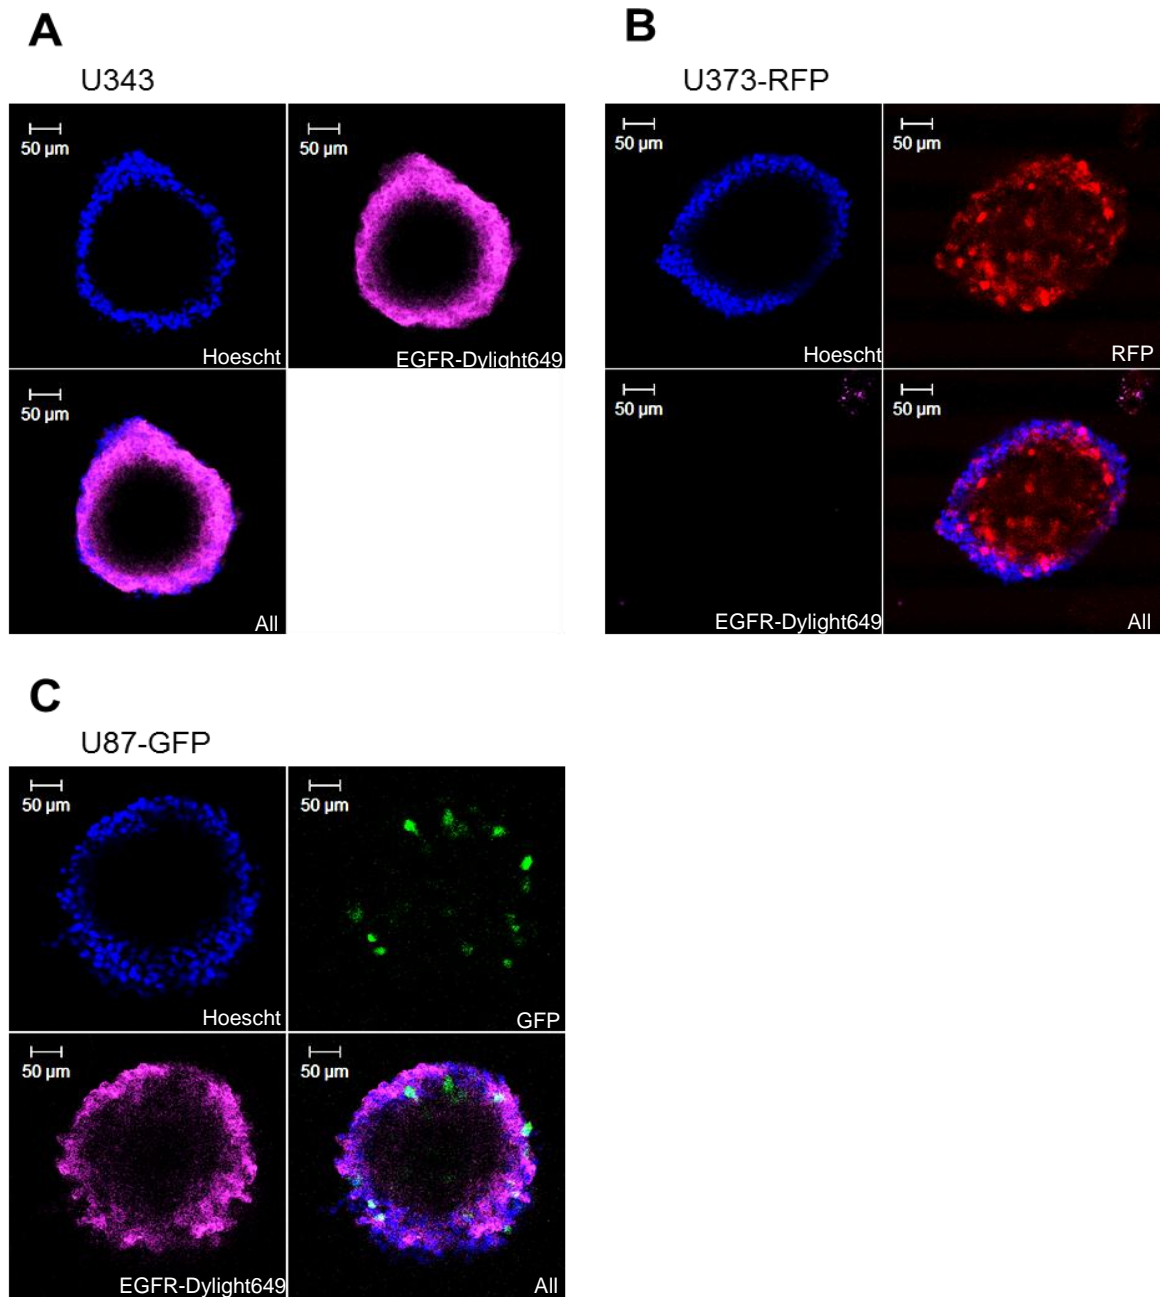 A
U343
50 µm
50 µm
Hoescht
EGFR-Dylight649
50 µm
All
B
U373-RFP
50 µm
50 µm
Hoescht
RFP
50 µm
50 µm
EGFR-Dylight649
All
C
U87-GFP
50 µm
50 µm
Hoescht
GFP
50 µm
50 µm
EGFR-Dylight649
All